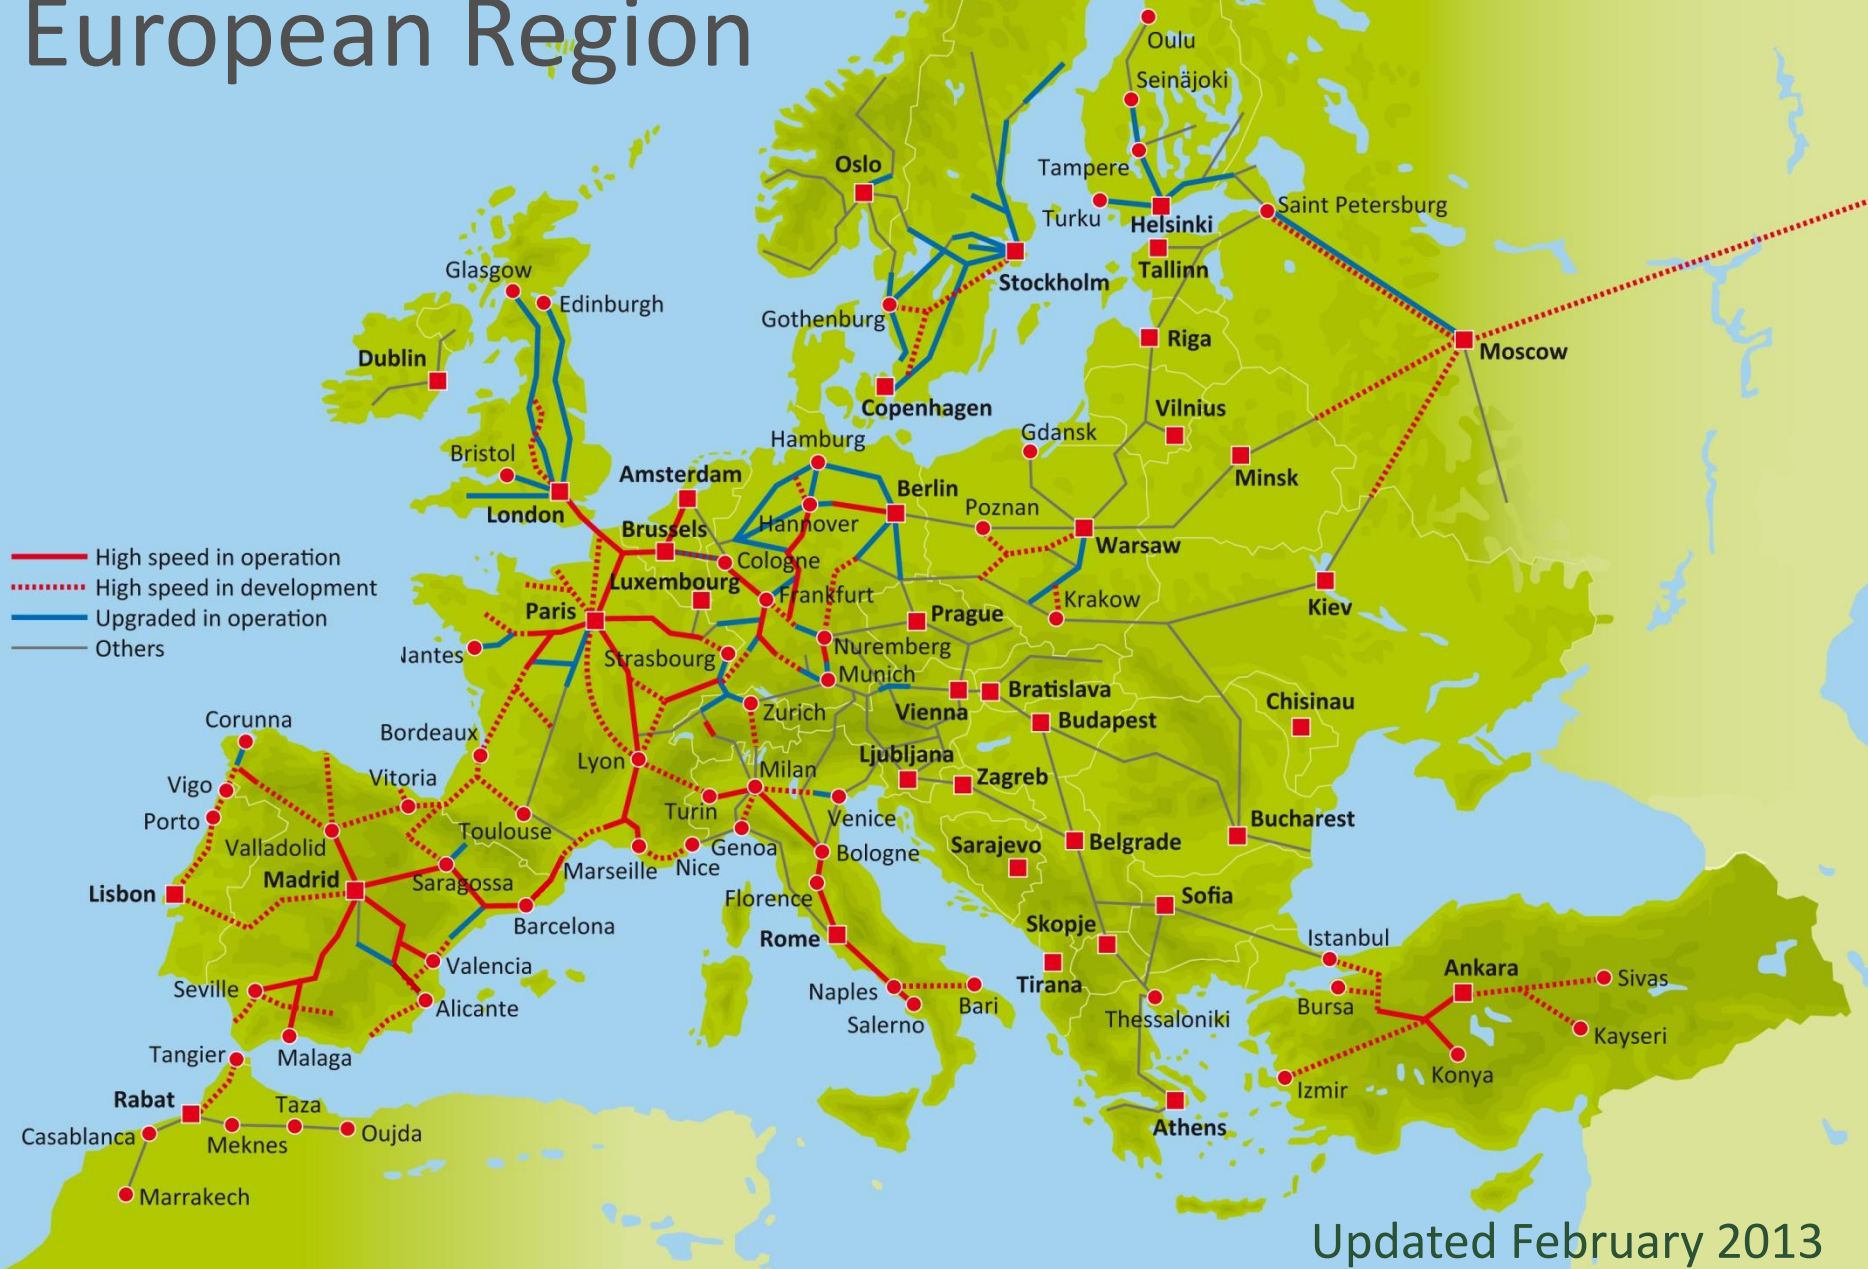 European Region
Oulu
Seinäjoki
Oslo
Tampere
Turku
Helsinki
Saint Petersburg
Tallinn
Stockholm
Glasgow
Edinburgh
Gothenburg
Dublin
Riga
Moscow
Copenhagen
Vilnius
Gdansk
Hamburg
Bristol
Amsterdam
Minsk
Berlin
Poznan
London
Brussels
Hannover
Warsaw
High speed in operation
Cologne
High speed in development
Luxembourg
Frankfurt
Krakow
Upgraded in operation
Paris
Prague
Kiev
Others
Nantes
Strasbourg
Nuremberg
Munich
Bratislava
Chisinau
Corunna
Zurich
Vienna
Budapest
Bordeaux
Ljubljana
Lyon
Milan
Zagreb
Vitoria
Vigo
Turin
Porto
Toulouse
Venice
Bucharest
Valladolid
Genoa
Sarajevo
Belgrade
Marseille
Nice
Bologne
Madrid
Saragossa
Lisbon
Florence
Sofia
Barcelona
Skopje
Rome
Istanbul
Valencia
Ankara
Sivas
Tirana
Seville
Naples
Bari
Bursa
Alicante
Salerno
Thessaloniki
Kayseri
Tangier
Malaga
Konya
Izmir
Rabat
Taza
Casablanca
Meknes
Oujda
Athens
Marrakech
Updated February 2013